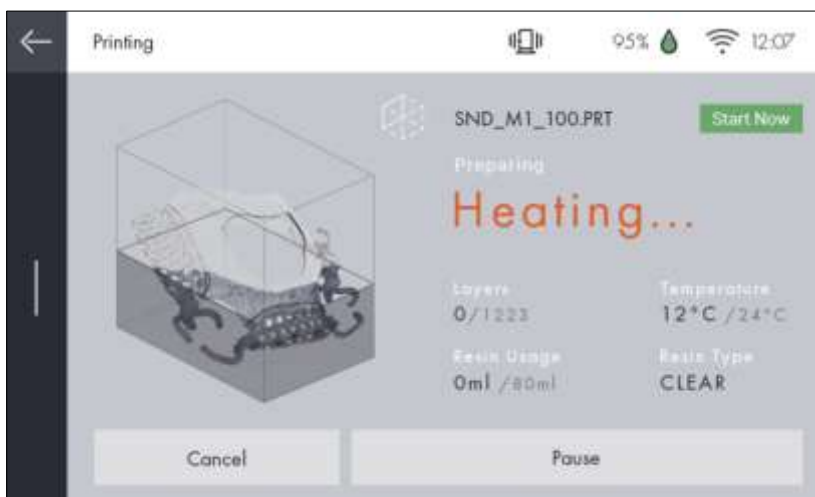 Printing
95%
12:07
SND_M1_100.PRT
Start Now
Preparing
Heating...
Layers
0/1223
Temperature
12°C /24°C
Resin Usage
0ml /80ml
Resin Type
CLEAR
Cancel
Pause